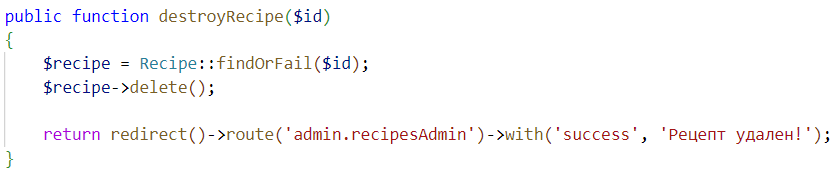 public function destroyRecipe($id)
{
    $recipe = Recipe::findOrFail($id);
    $recipe->delete();

    return redirect()->route('admin.recipesAdmin')->with('success', 'Рецепт удален!');
}